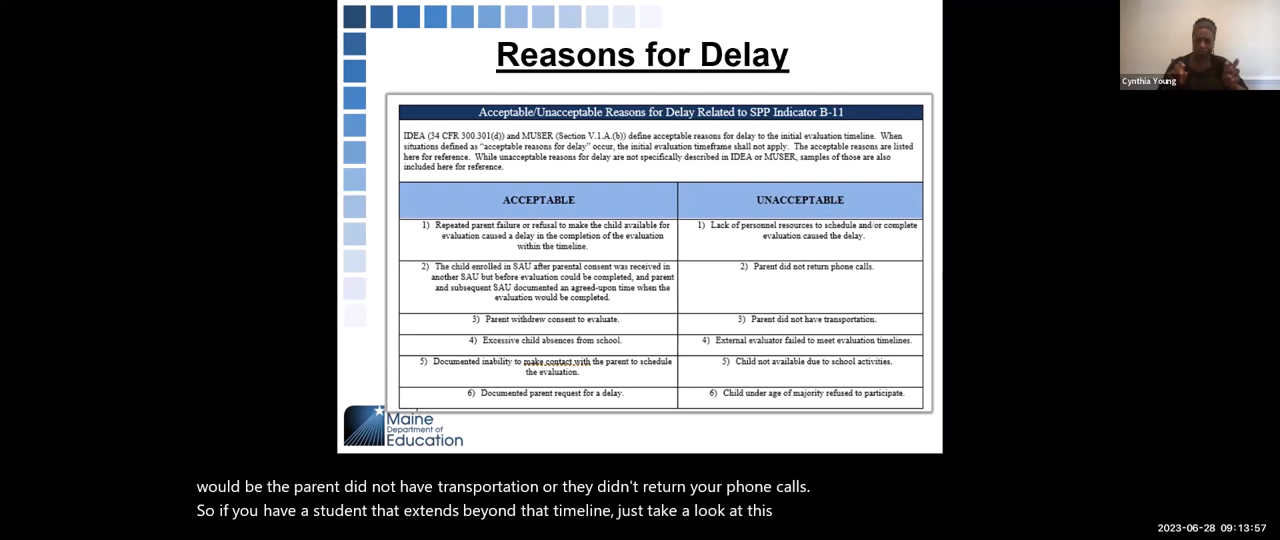 Reasons for Delay
Cynthia Young
Acceptable/Unacceptable Reasons for Delay Related to SPP Indicator B-11
IDEA (34 CFR 300.301(d)) and MUSER (Section V.1.A.(b)) define acceptable reasons for delay to the initial evaluation timeline. When
situations defined as “acceptable reasons for delay” occur, the initial evaluation timeframe shall not apply. The acceptable reasons are listed
here for reference. While unacceptable reasons for delay are not specifically described in IDEA or MUSER, samples of those are also
included here for reference.
ACCEPTABLE
UNACCEPTABLE
1) Repeated parent failure or refusal to make the child available for
evaluation caused a delay in the completion of the evaluation
within the timeline.
1) Lack of personnel resources to schedule and/or complete
evaluation caused the delay.
2) The child enrolled in SAU after parental consent was received in
another SAU but before evaluation could be completed, and parent
and subsequent SAU documented an agreed-upon time when the
evaluation would be completed.
2) Parent did not return phone calls.
3) Parent withdrew consent to evaluate.
3) Parent did not have transportation.
4) Excessive child absences from school.
4) External evaluator failed to meet evaluation timelines.
5) Documented inability to make contact with the parent to schedule
the evaluation.
5) Child not available due to school activities.
6) Documented parent request for a delay.
6) Child under age of majority refused to participate.
Maine
Department of
Education
would be the parent did not have transportation or they didn't return your phone calls.
So if you have a student that extends beyond that timeline, just take a look at this
2023-06-28 09:13:57